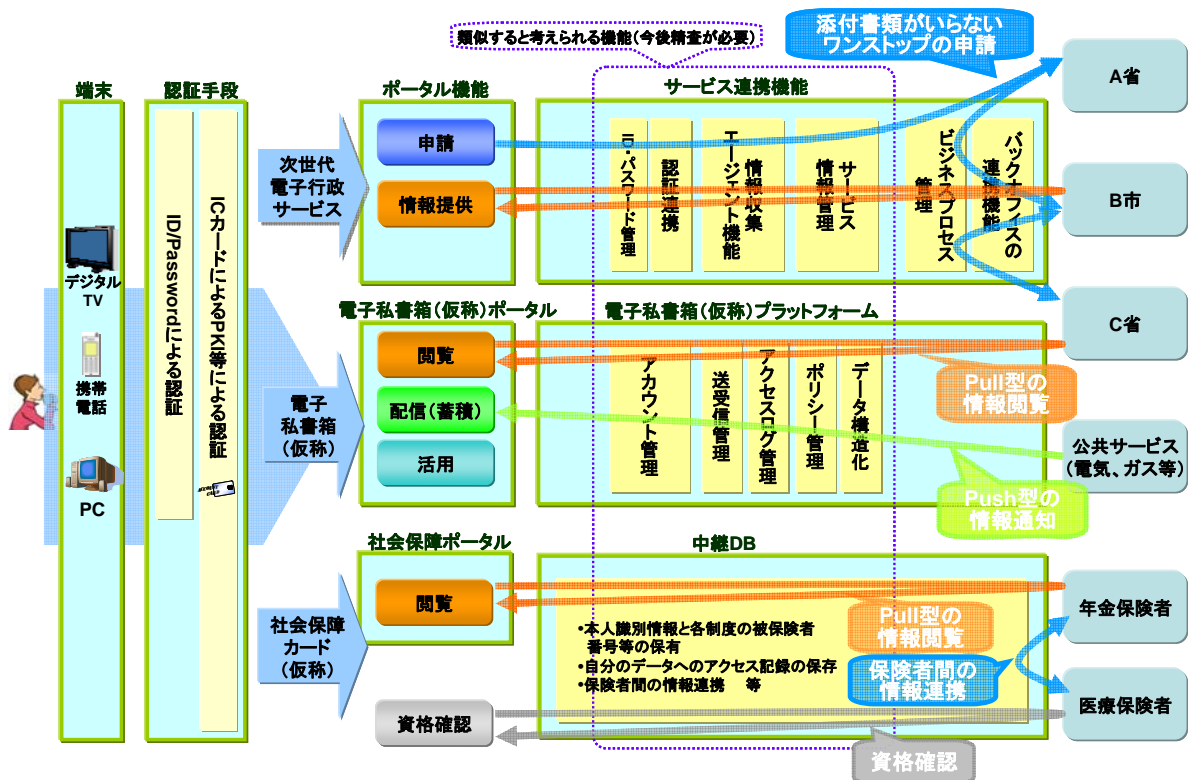 類似すると考えられる機能（今後精査が必要）
添付書類がいらない
ワンストップの申請
端末
認証手段
ポータル機能
サービス連携機能
デジタル
TV
携帯
電話
PC
ID/Passwordによる認証
ICカードによるPKI等による認証
次世代
電子行政
サービス
申請
情報提供
ID・パスワード管理
認証連携
情報収集
エージェント機能
サービス
情報管理
ビジネスプロセス
管理
バックオフィスの
連携機能
A省
B市
C省
電子私書箱（仮称）ポータル
電子私書箱（仮称）プラットフォーム
電子
私書箱
（仮称）
閲覧
配信（蓄積）
活用
アカウント管理
送受信管理
アクセスログ管理
ポリシー管理
データ構造化
Pull型の
情報閲覧
公共サービス
（電気、ガス等）
Push型の
情報通知
社会保障ポータル
中継DB
社会保障
カード
（仮称）
閲覧
・本人識別情報と各制度の被保険者
番号等の保有
・自分のデータへのアクセス記録の保存
・保険者間の情報連携　等
Pull型の
情報閲覧
保険者間の
情報連携
年金保険者
医療保険者
資格確認
資格確認